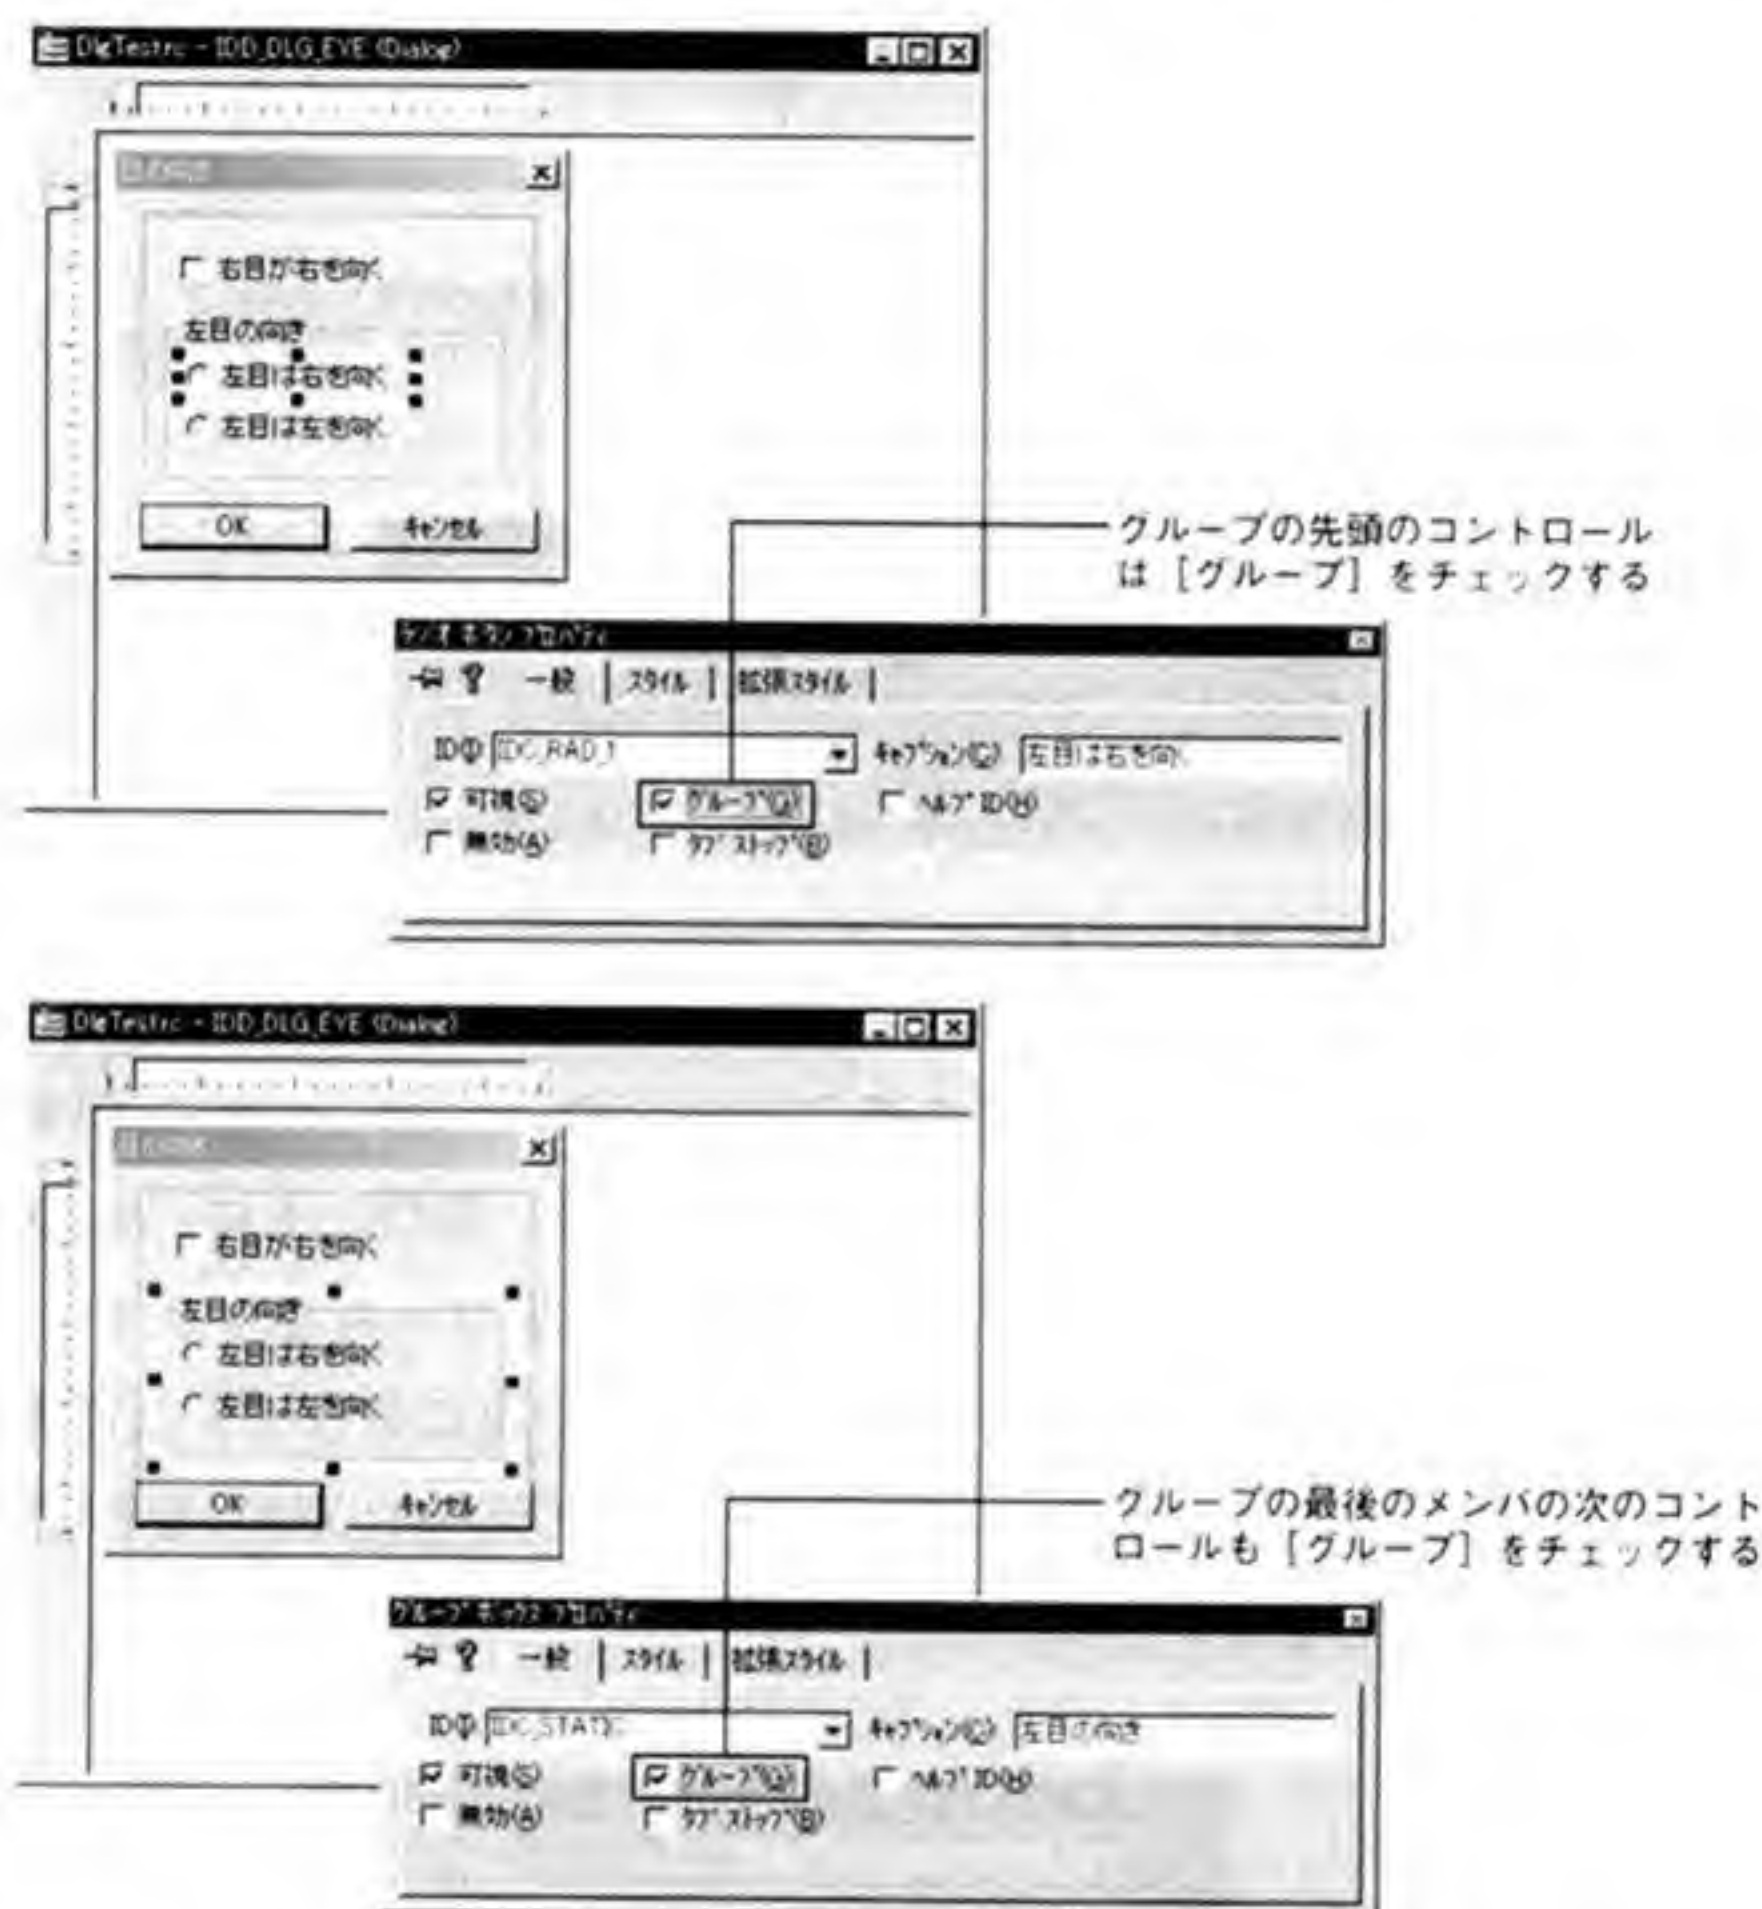 DlgTest.rc - IDD_DLG_EYE (Dialog)
右目が右を向く
左目の向き
左目は右を向く
左目は左を向く
OK
キャンセル
グループの先頭のコントロール
は［グループ］をチェックする
ラジオ ボタン プロパティ
一般 スタイル 拡張スタイル
ID(I) IDC_RAD_1 キャプション(C) 左目は右を向く
可視(S) グループ(G) ヘルプ ID(H)
無効(A) タブ ストップ(B)
DlgTest.rc - IDD_DLG_EYE (Dialog)
右目が右を向く
左目の向き
左目は右を向く
左目は左を向く
OK
キャンセル
グループの最後のメンバの次のコント
ロールも［グループ］をチェックする
グループ ボックス プロパティ
一般 スタイル 拡張スタイル
ID(I) IDC_STATIC キャプション(C) 左目の向き
可視(S) グループ(G) ヘルプ ID(H)
無効(A) タブ ストップ(B)